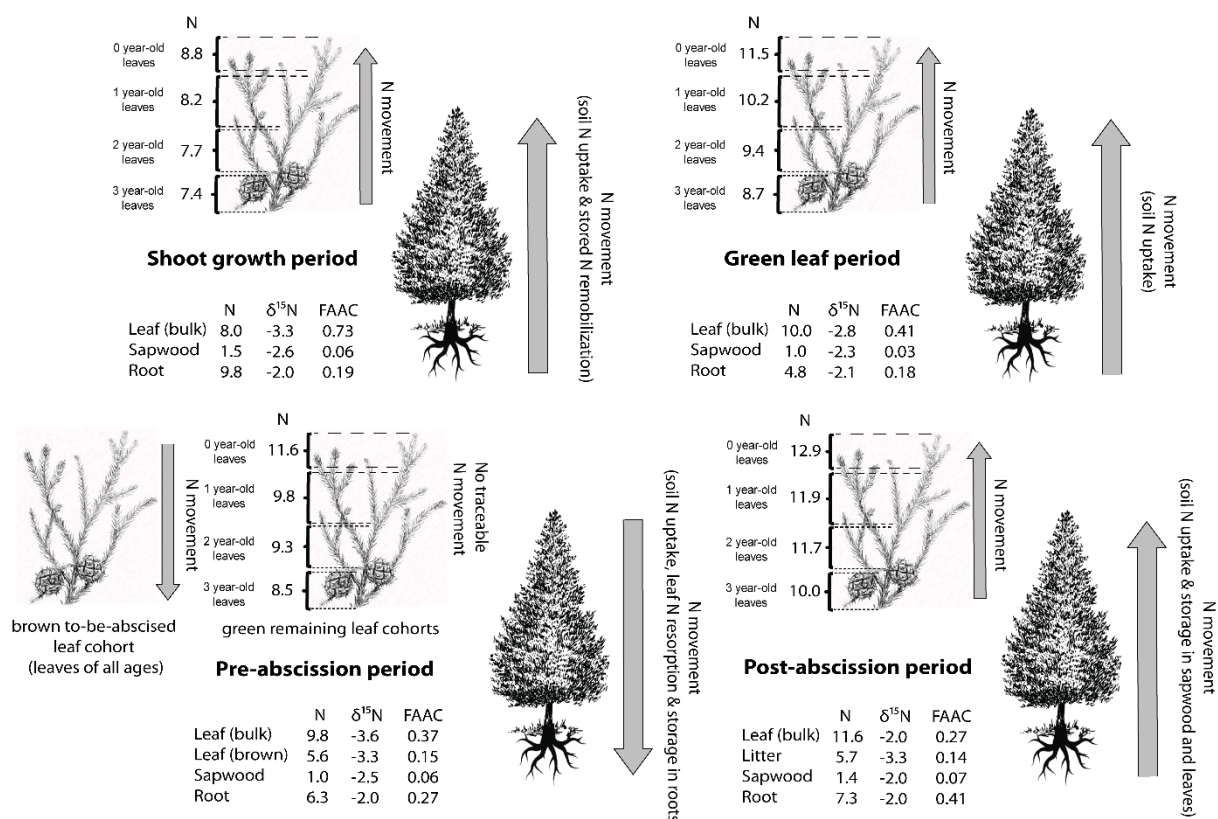 N
0 year-old
leaves
8.8
1 year-old
leaves
8.2
2 year-old
leaves
7.7
3 year-old
leaves
7.4
N movement
N movement
(soil N uptake & stored N remobilization)
Shoot growth period
N δ¹⁵N FAAC
Leaf (bulk) 8.0 -3.3 0.73
Sapwood 1.5 -2.6 0.06
Root 9.8 -2.0 0.19
N
0 year-old
leaves
11.5
1 year-old
leaves
10.2
2 year-old
leaves
9.4
3 year-old
leaves
8.7
N movement
N movement
(soil N uptake)
Green leaf period
N δ¹⁵N FAAC
Leaf (bulk) 10.0 -2.8 0.41
Sapwood 1.0 -2.3 0.03
Root 4.8 -2.1 0.18
N movement
brown to-be-abscised
leaf cohort
(leaves of all ages)
N
0 year-old
leaves
11.6
1 year-old
leaves
9.8
2 year-old
leaves
9.3
3 year-old
leaves
8.5
No traceable
N movement
green remaining leaf cohorts
N movement
(soil N uptake, leaf N resorption & storage in roots
Pre-abscission period
N δ¹⁵N FAAC
Leaf (bulk) 9.8 -3.6 0.37
Leaf (brown) 5.6 -3.3 0.15
Sapwood 1.0 -2.5 0.06
Root 6.3 -2.0 0.27
N
0 year-old
leaves
12.9
1 year-old
leaves
11.9
2 year-old
leaves
11.7
3 year-old
leaves
10.0
N movement
N movement
(soil N uptake & storage in sapwood and leaves)
Post-abscission period
N δ¹⁵N FAAC
Leaf (bulk) 11.6 -2.0 0.27
Litter 5.7 -3.3 0.14
Sapwood 1.4 -2.0 0.07
Root 7.3 -2.0 0.41